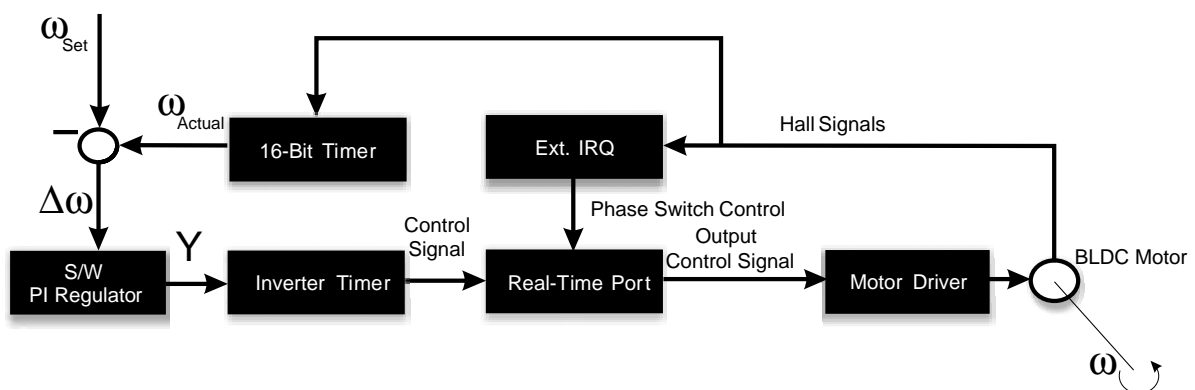 ωSet
ωActual
−
16-Bit Timer
Ext. IRQ
Hall Signals
Δω
Phase Switch Control
Y
Control
Signal
Output
Control Signal
BLDC Motor
S/W
PI Regulator
Inverter Timer
Real-Time Port
Motor Driver
ω